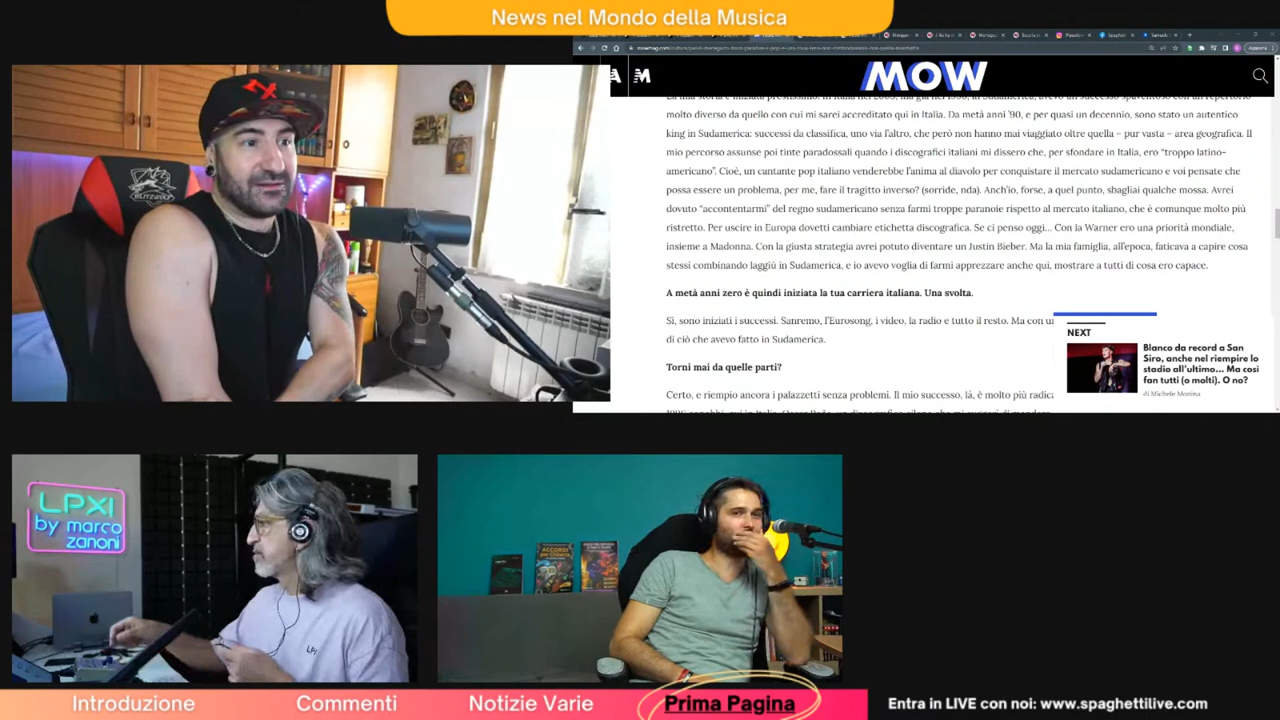 News nel Mondo della Musica
MOW
molto diverso da quello con cui mi sarei accreditato qui in Italia. Da metà anni '90, e per quasi un decennio, sono stato un autentico
king in Sudamerica: successi da classifica, uno via l'altro, che però non hanno mai viaggiato oltre quella – pur vasta – area geografica. Il
mio percorso assunse poi tinte paradossali quando i discografici italiani mi dissero che, per sfondare in Italia, ero "troppo latino-
americano". Cioè, un cantante pop italiano venderebbe l'anima al diavolo per conquistare il mercato sudamericano e voi pensate che
possa essere un problema, per me, fare il tragitto inverso? (sorride, nda). Anch'io, forse, a quel punto, sbagliai qualche mossa. Avrei
dovuto "accontentarmi" del regno sudamericano senza farmi troppe paranoie rispetto al mercato italiano, che è comunque molto più
ristretto. Per uscire in Europa dovetti cambiare etichetta discografica. Se ci penso oggi... Con la Warner ero una priorità mondiale,
insieme a Madonna. Con la giusta strategia avrei potuto diventare un Justin Bieber. Ma la mia famiglia, all'epoca, faticava a capire cosa
stessi combinando laggiù in Sudamerica, e io avevo voglia di farmi apprezzare anche qui, mostrare a tutti di cosa ero capace.
A metà anni zero è quindi iniziata la tua carriera italiana. Una svolta.
Sì, sono iniziati i successi. Sanremo, l'Eurosong, i video, la radio e tutto il resto. Ma con
di ciò che avevo fatto in Sudamerica.
Torni mai da quelle parti?
Certo, e riempio ancora i palazzetti senza problemi. Il mio successo, là, è molto più
NEXT
Blanco da record a San
Siro, anche nel riempire lo
stadio all'ultimo... Ma così
fan tutti (o molti). O no?
di Michele Monina
BLITZWOLF
LPXI
by marco
zanoni
ACCORDI
per CHITARRA
Introduzione
Commenti
Notizie Varie
Prima Pagina
Entra in LIVE con noi: www.spaghettilive.com